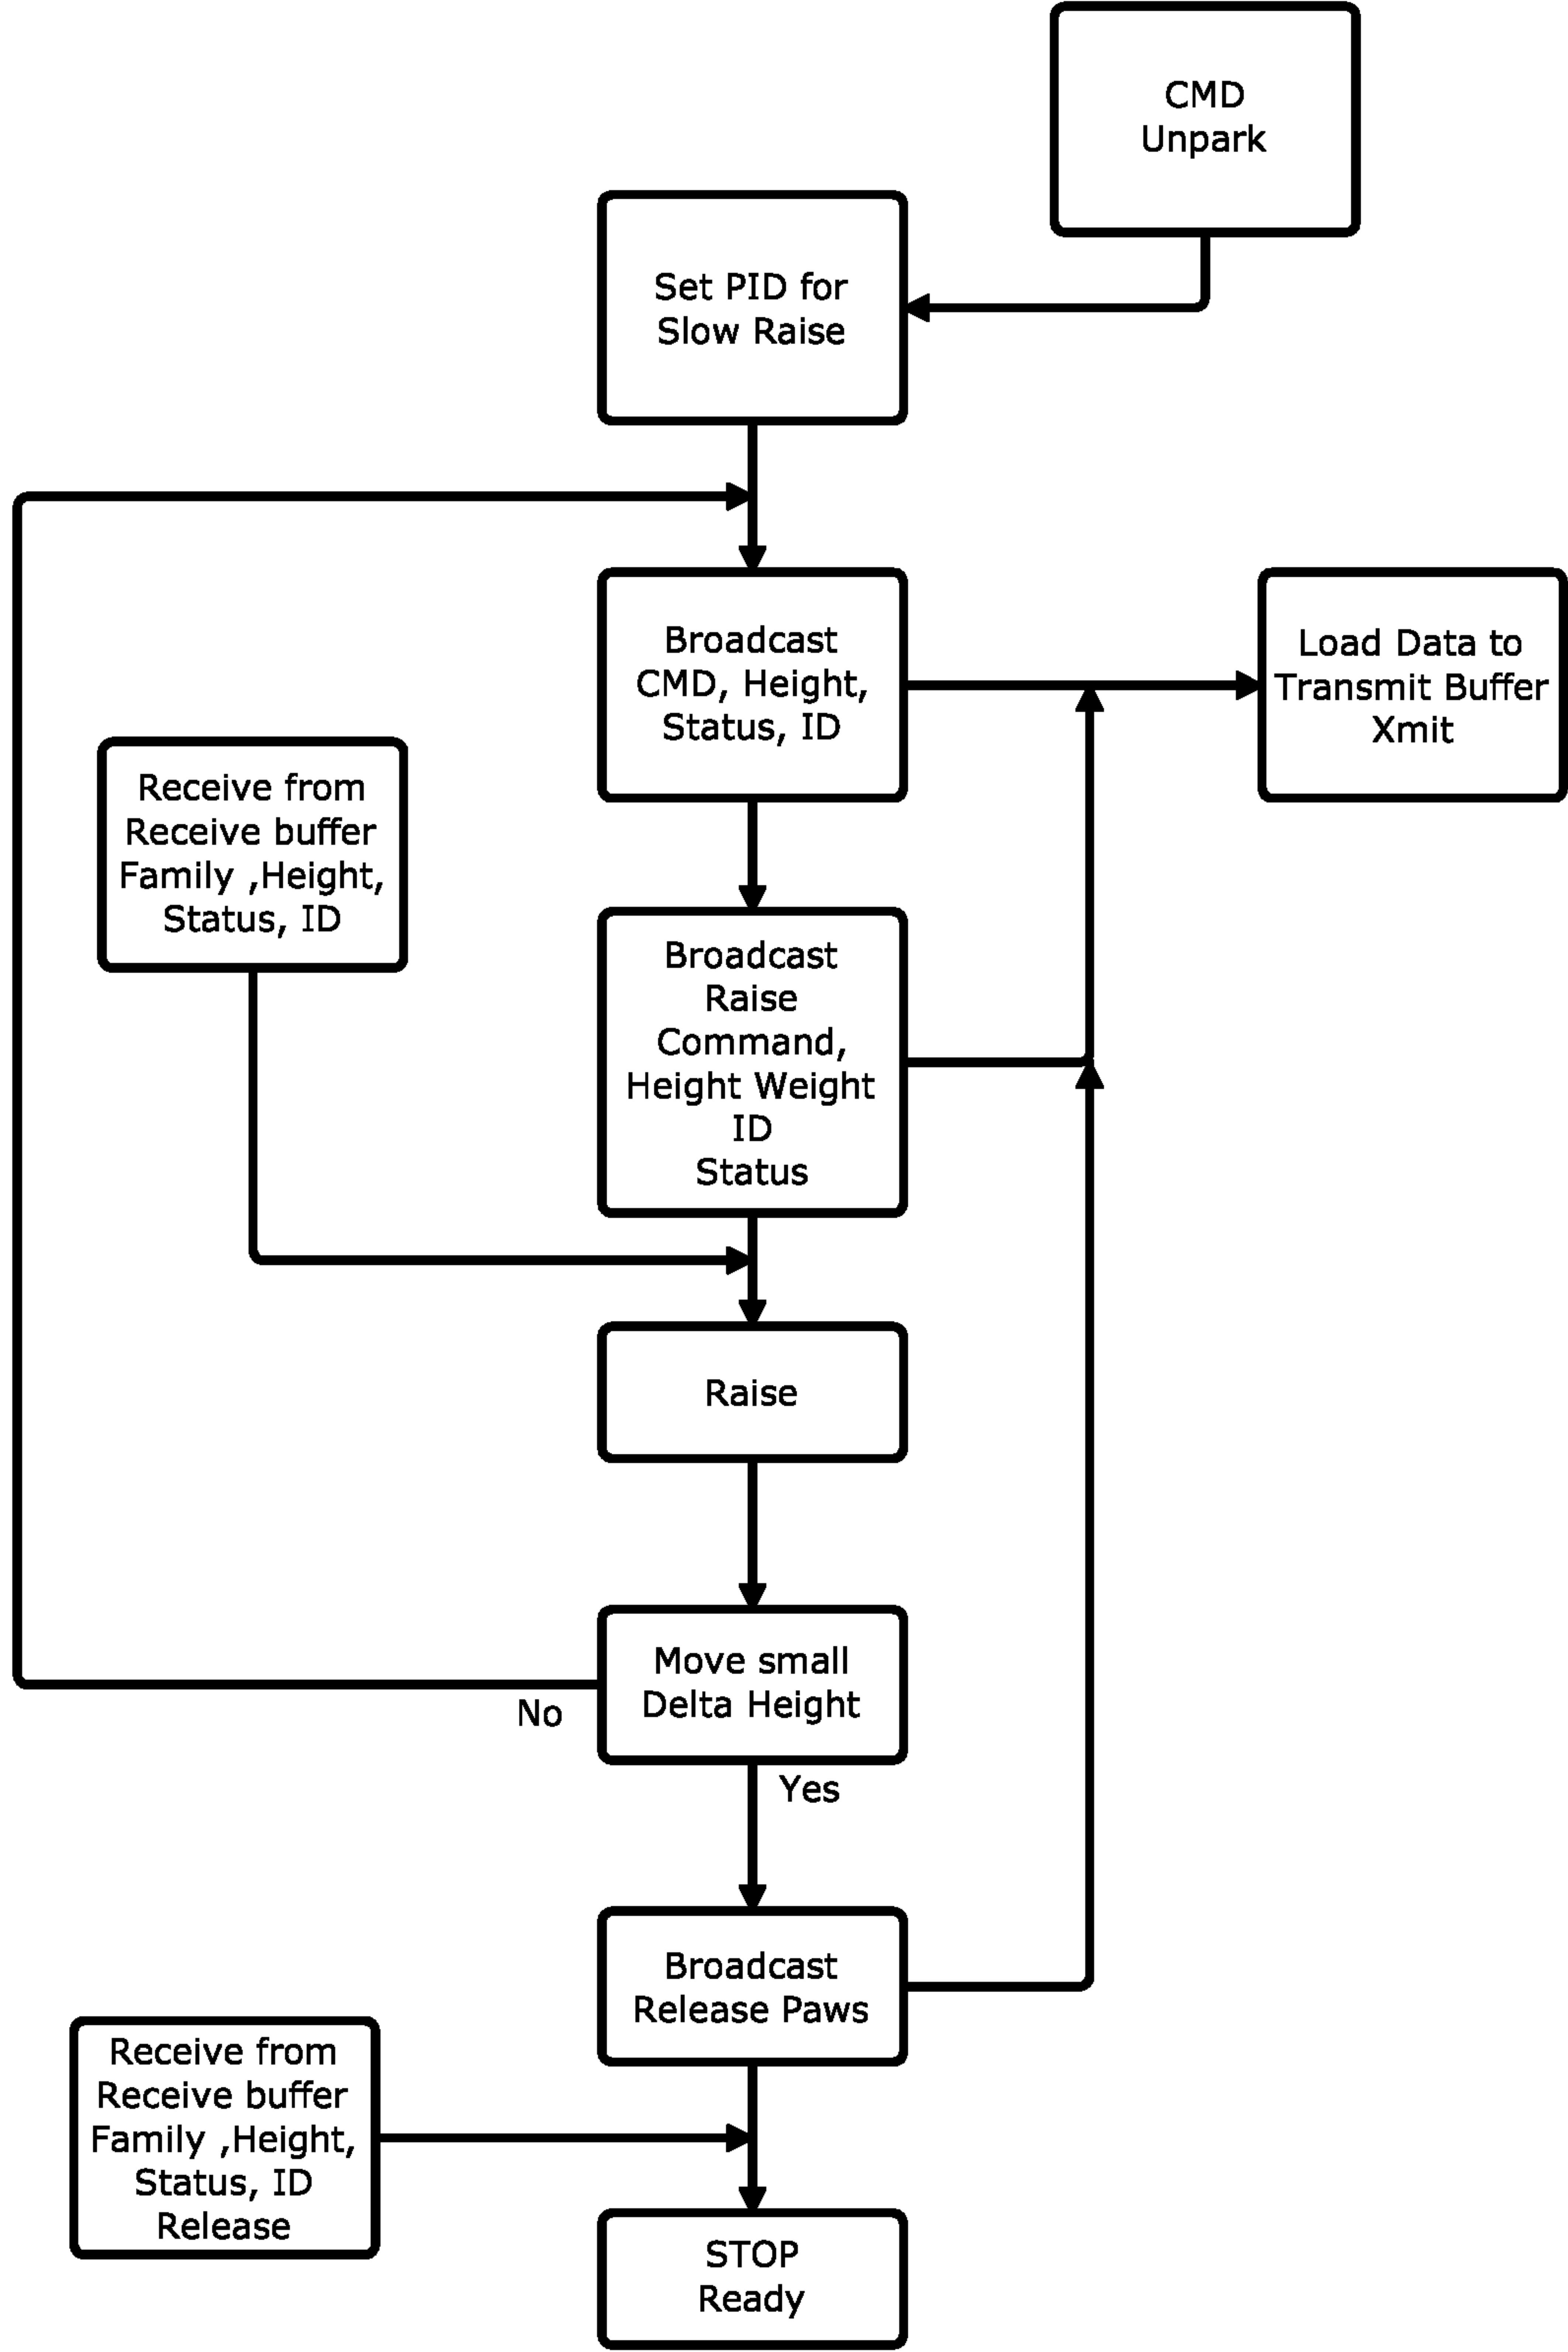 CMD
Unpark
Set PID for
Slow Raise
Broadcast
CMD, Height,
Status, ID
Load Data to
Transmit Buffer
Xmit
Receive from
Receive buffer
Family ,Height,
Status, ID
Broadcast
Raise
Command,
Height Weight
ID
Status
Raise
Move small
Delta Height
No
Yes
Broadcast
Release Paws
Receive from
Receive buffer
Family ,Height,
Status, ID
Release
STOP
Ready